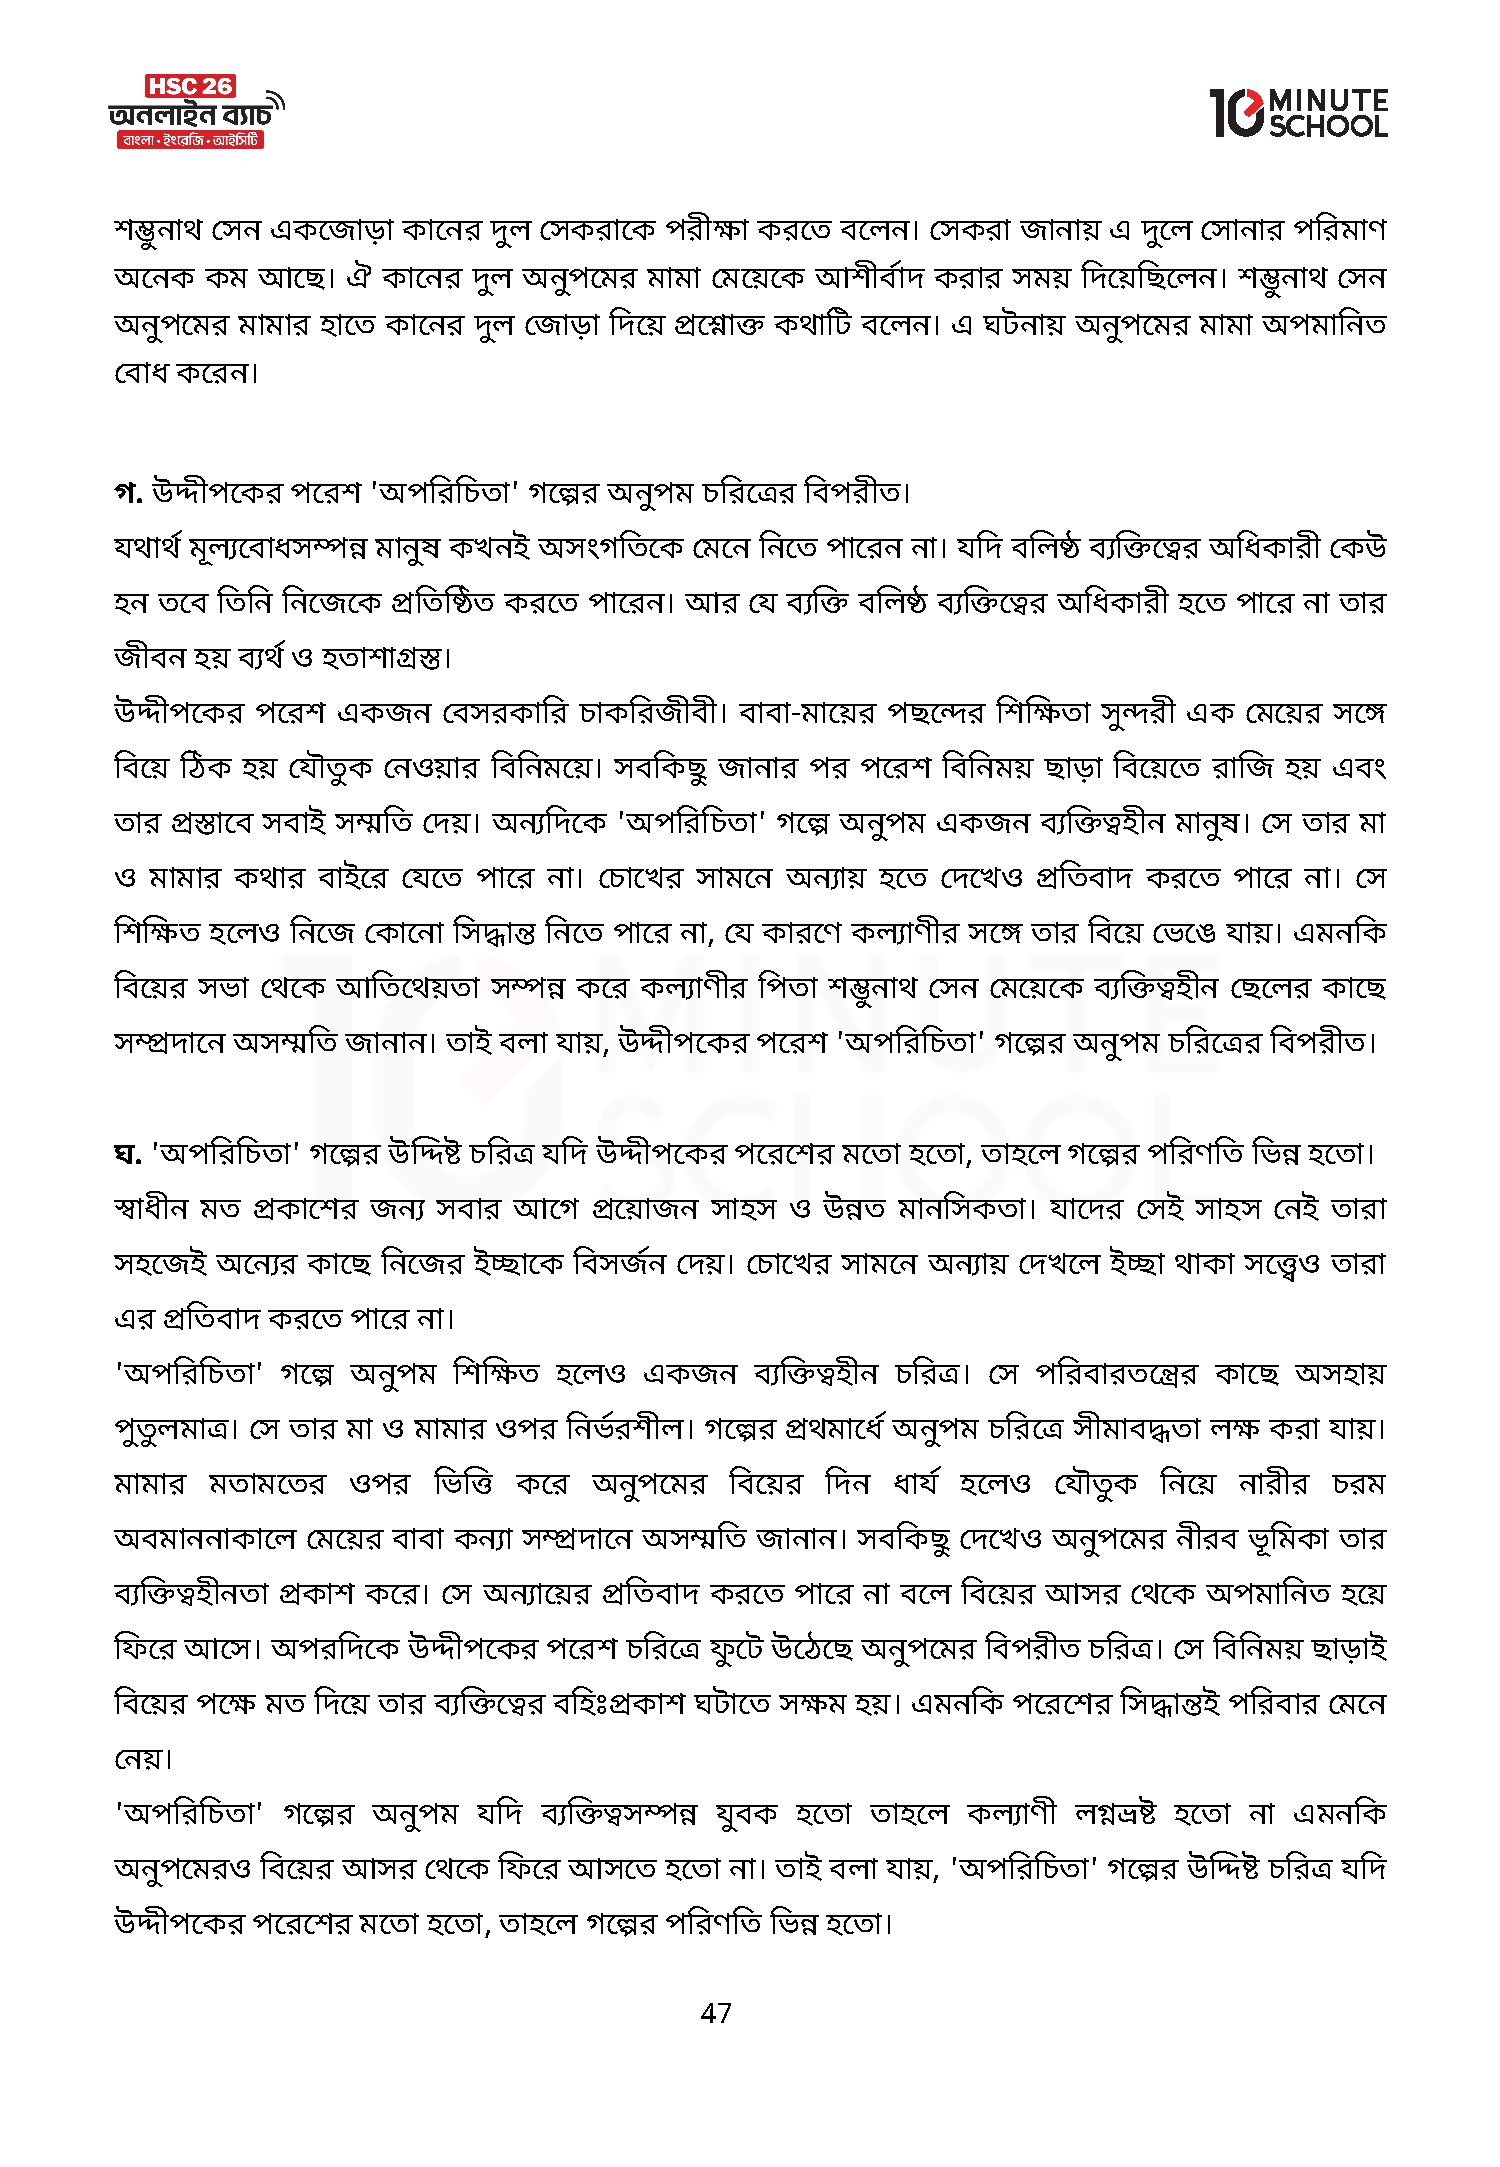 HSC 26
অনলাইন ব্যাচ
বাংলা • ইংরেজি • আইসিটি
10 MINUTE SCHOOL
শম্ভুনাথ সেন একজোড়া কানের দুল সেকরাকে পরীক্ষা করতে বলেন। সেকরা জানায় এ দুলে সোনার পরিমাণ
অনেক কম আছে। ঐ কানের দুল অনুপমের মামা মেয়েকে আশীর্বাদ করার সময় দিয়েছিলেন। শম্ভুনাথ সেন
অনুপমের মামার হাতে কানের দুল জোড়া দিয়ে প্রশ্নোক্ত কথাটি বলেন। এ ঘটনায় অনুপমের মামা অপমানিত
বোধ করেন।
গ. উদ্দীপকের পরেশ 'অপরিচিতা' গল্পের অনুপম চরিত্রের বিপরীত।
যথার্থ মূল্যবোধসম্পন্ন মানুষ কখনই অসংগতিকে মেনে নিতে পারেন না। যদি বলিষ্ঠ ব্যক্তিত্বের অধিকারী কেউ
হন তবে তিনি নিজেকে প্রতিষ্ঠিত করতে পারেন। আর যে ব্যক্তি বলিষ্ঠ ব্যক্তিত্বের অধিকারী হতে পারে না তার
জীবন হয় ব্যর্থ ও হতাশাগ্রস্ত।
উদ্দীপকের পরেশ একজন বেসরকারি চাকরিজীবী। বাবা-মায়ের পছন্দের শিক্ষিতা সুন্দরী এক মেয়ের সঙ্গে
বিয়ে ঠিক হয় যৌতুক নেওয়ার বিনিময়ে। সবকিছু জানার পর পরেশ বিনিময় ছাড়া বিয়েতে রাজি হয় এবং
তার প্রস্তাবে সবাই সম্মতি দেয়। অন্যদিকে 'অপরিচিতা' গল্পে অনুপম একজন ব্যক্তিত্বহীন মানুষ। সে তার মা
ও মামার কথার বাইরে যেতে পারে না। চোখের সামনে অন্যায় হতে দেখেও প্রতিবাদ করতে পারে না। সে
শিক্ষিত হলেও নিজে কোনো সিদ্ধান্ত নিতে পারে না, যে কারণে কল্যাণীর সঙ্গে তার বিয়ে ভেঙে যায়। এমনকি
বিয়ের সভা থেকে আতিথেয়তা সম্পন্ন করে কল্যাণীর পিতা শম্ভুনাথ সেন মেয়েকে ব্যক্তিত্বহীন ছেলের কাছে
সম্প্রদানে অসম্মতি জানান। তাই বলা যায়, উদ্দীপকের পরেশ 'অপরিচিতা' গল্পের অনুপম চরিত্রের বিপরীত।
ঘ. 'অপরিচিতা' গল্পের উদ্দিষ্ট চরিত্র যদি উদ্দীপকের পরেশের মতো হতো, তাহলে গল্পের পরিণতি ভিন্ন হতো।
স্বাধীন মত প্রকাশের জন্য সবার আগে প্রয়োজন সাহস ও উন্নত মানসিকতা। যাদের সেই সাহস নেই তারা
সহজেই অন্যের কাছে নিজের ইচ্ছাকে বিসর্জন দেয়। চোখের সামনে অন্যায় দেখলে ইচ্ছা থাকা সত্ত্বেও তারা
এর প্রতিবাদ করতে পারে না।
'অপরিচিতা' গল্পে অনুপম শিক্ষিত হলেও একজন ব্যক্তিত্বহীন চরিত্র। সে পরিবারতন্ত্রের কাছে অসহায়
পুতুলমাত্র। সে তার মা ও মামার ওপর নির্ভরশীল। গল্পের প্রথমার্ধে অনুপম চরিত্রে সীমাবদ্ধতা লক্ষ করা যায়।
মামার মতামতের ওপর ভিত্তি করে অনুপমের বিয়ের দিন ধার্য হলেও যৌতুক নিয়ে নারীর চরম
অবমাননাকালে মেয়ের বাবা কন্যা সম্প্রদানে অসম্মতি জানান। সবকিছু দেখেও অনুপমের নীরব ভূমিকা তার
ব্যক্তিত্বহীনতা প্রকাশ করে। সে অন্যায়ের প্রতিবাদ করতে পারে না বলে বিয়ের আসর থেকে অপমানিত হয়ে
ফিরে আসে। অপরদিকে উদ্দীপকের পরেশ চরিত্রে ফুটে উঠেছে অনুপমের বিপরীত চরিত্র। সে বিনিময় ছাড়াই
বিয়ের পক্ষে মত দিয়ে তার ব্যক্তিত্বের বহিঃপ্রকাশ ঘটাতে সক্ষম হয়। এমনকি পরেশের সিদ্ধান্তই পরিবার মেনে
নেয়।
'অপরিচিতা' গল্পের অনুপম যদি ব্যক্তিত্বসম্পন্ন যুবক হতো তাহলে কল্যাণী লগ্নভ্রষ্ট হতো না এমনকি
অনুপমেরও বিয়ের আসর থেকে ফিরে আসতে হতো না। তাই বলা যায়, 'অপরিচিতা' গল্পের উদ্দিষ্ট চরিত্র যদি
উদ্দীপকের পরেশের মতো হতো, তাহলে গল্পের পরিণতি ভিন্ন হতো।
47